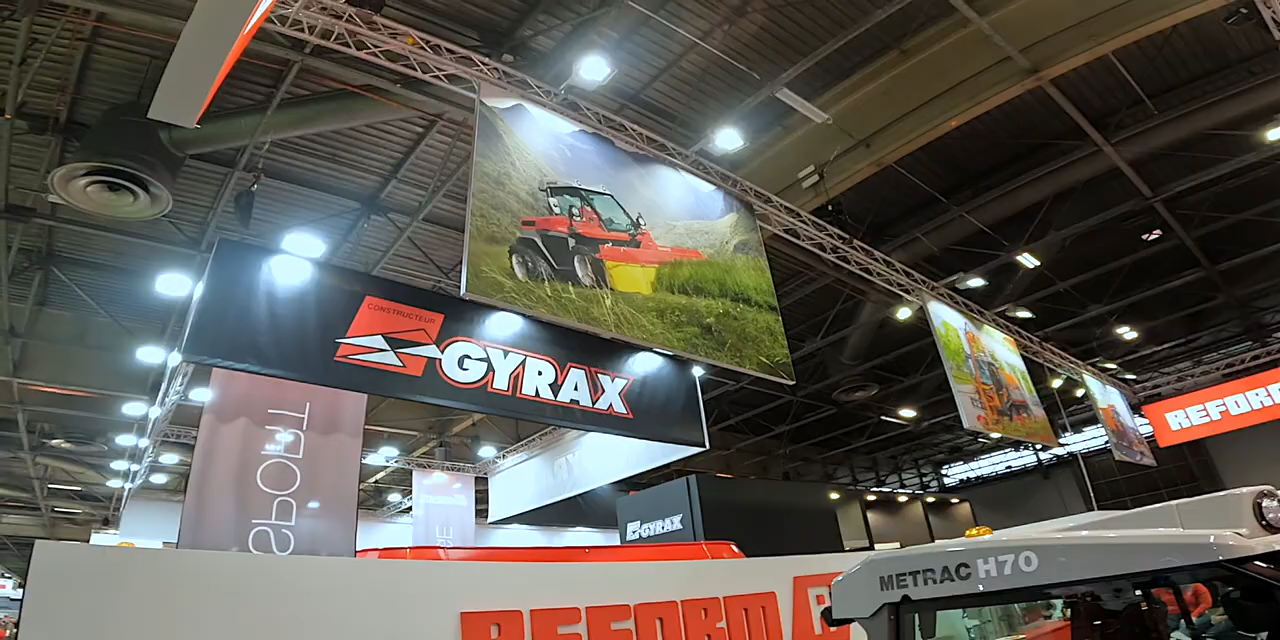 CONSTRUCTEUR
GYRAX
SPORT
GYRAX
REFORM
METRAC H70
REFORM